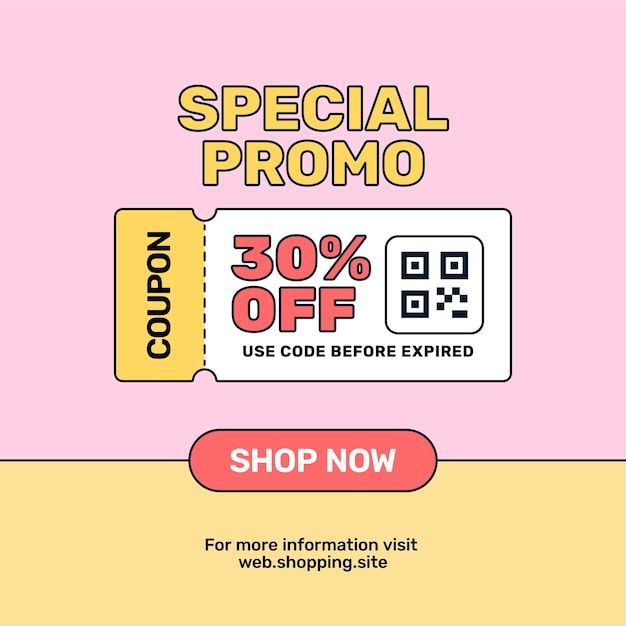 SPECIAL
PROMO
COUPON
30%
OFF
USE CODE BEFORE EXPIRED
SHOP NOW
For more information visit
web.shopping.site